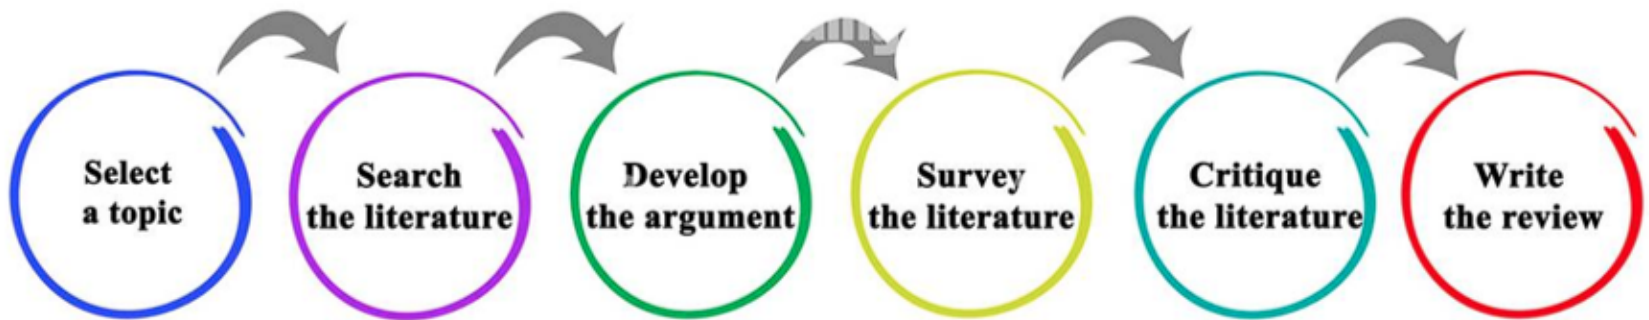 Select
a topic
Search
the literature
Develop
the argument
Survey
the literature
Critique
the literature
Write
the review